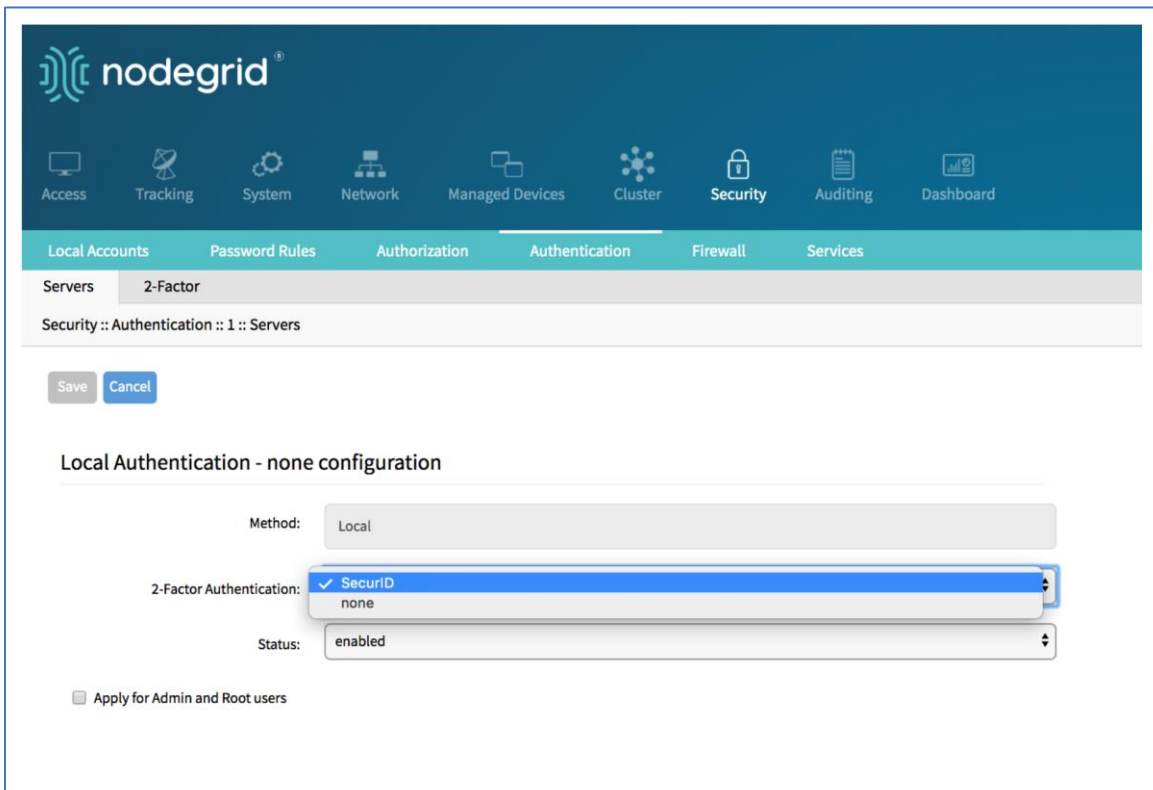 nodegrid®
Access Tracking System Network Managed Devices Cluster Security Auditing Dashboard
Local Accounts Password Rules Authorization Authentication Firewall Services
Servers 2-Factor
Security :: Authentication :: 1 :: Servers
Save Cancel
Local Authentication - none configuration
Method: Local
2-Factor Authentication: ✓ SecurID
none
Status: enabled
Apply for Admin and Root users